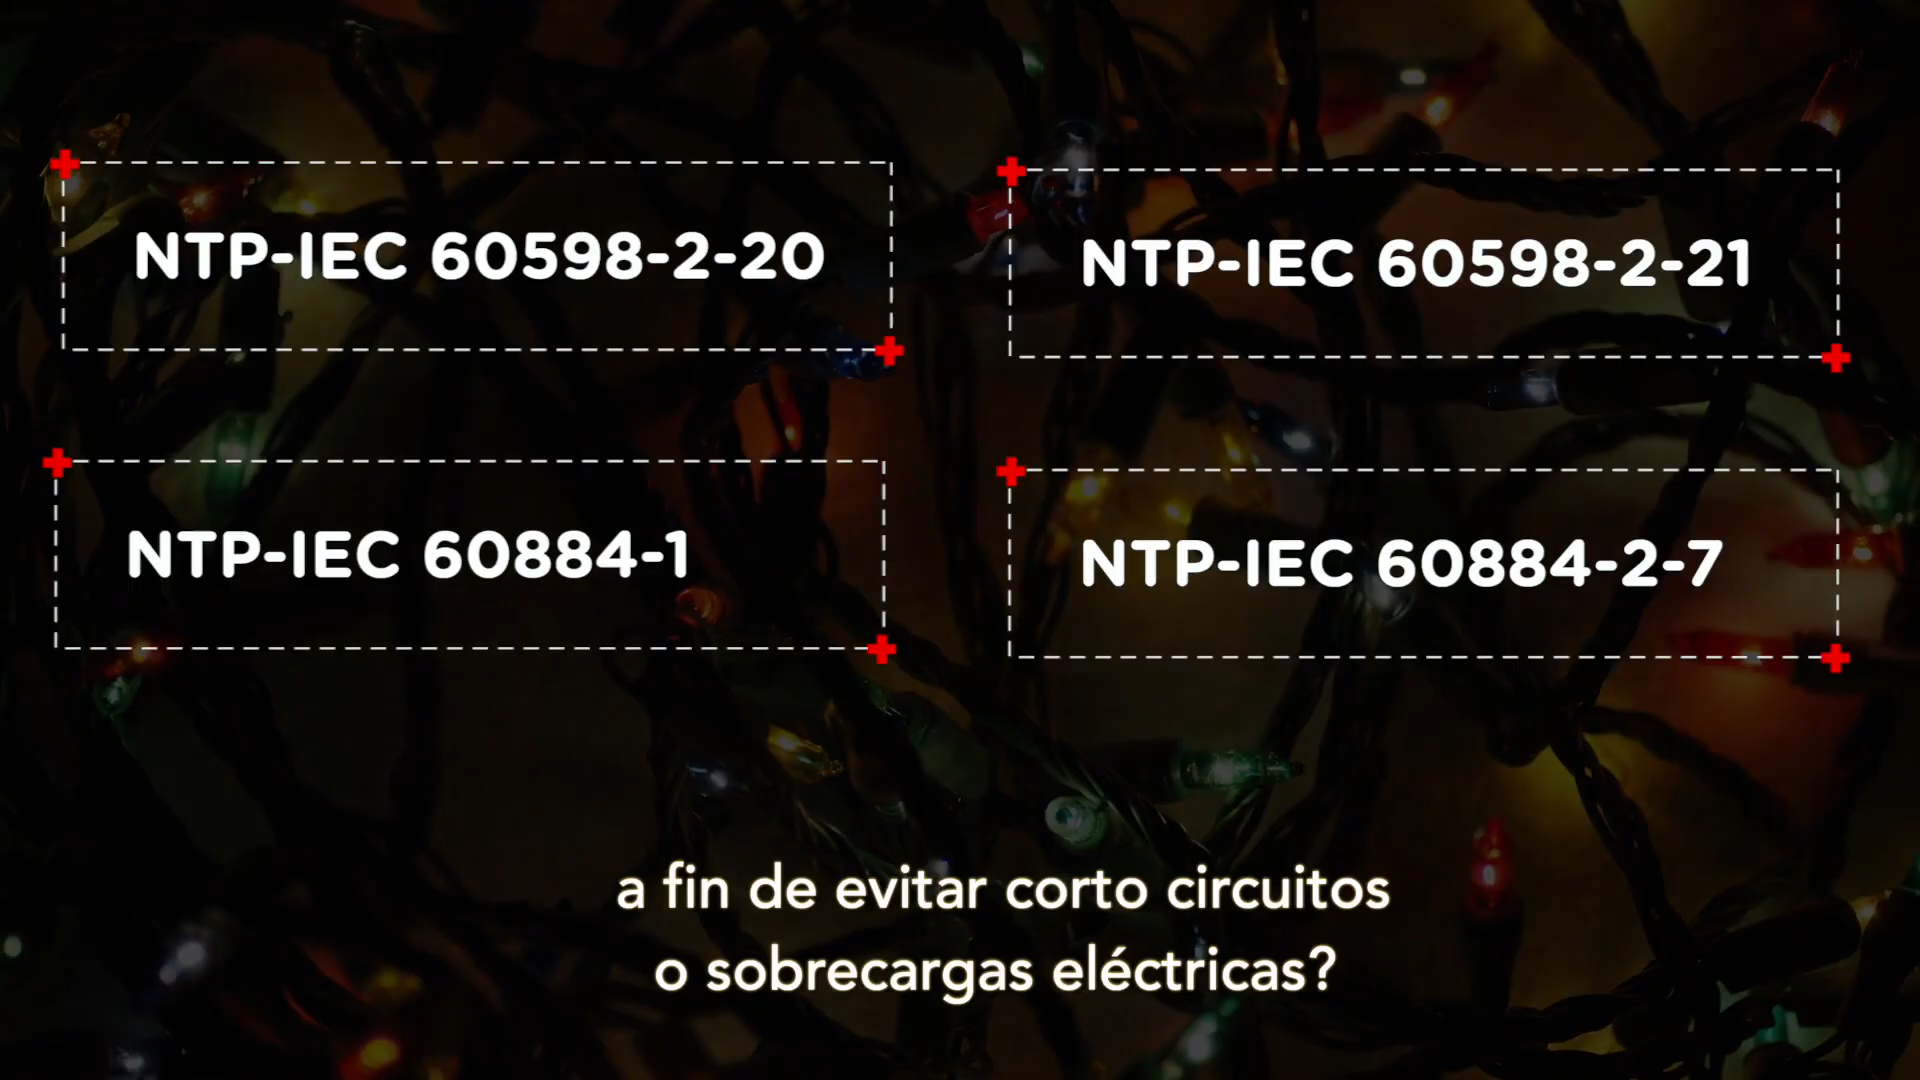 NTP-IEC 60598-2-20
NTP-IEC 60598-2-21
NTP-IEC 60884-1
NTP-IEC 60884-2-7
a fin de evitar corto circuitos
o sobrecargas eléctricas?